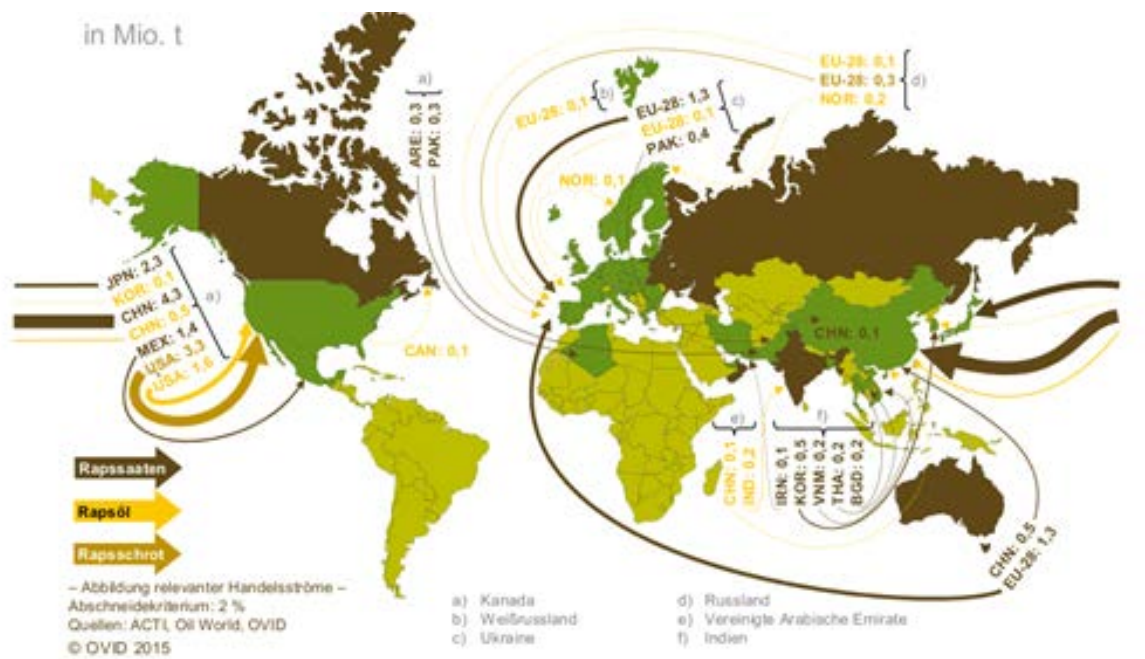 in Mio. t
a)
ARE: 0,3
PAK: 0,3
EU-28: 0,1
b)
EU-28: 1,3
EU-28: 0,1
PAK: 0,4
c)
EU-28: 0,1
EU-28: 0,3
NOR: 0,2
d)
NOR: 0,1
JPN: 2,3
KOR: 0,1
CHN: 4,3
CHN: 0,5
MEX: 1,4
USA: 3,3
USA: 1,6
a)
CAN: 0,1
CHN: 0,1
e)
CHN: 0,1
IND: 0,2
f)
IRN: 0,1
KOR: 0,5
VNM: 0,2
THA: 0,2
BGD: 0,2
CHN: 0,5
EU-28: 1,3
Rapssaaten
Rapsöl
Rapsschrot
– Abbildung relevanter Handelsströme –
Abschneidekriterium: 2 %
Quellen: ACTI, Oil World, OVID
© OVID 2015
a) Kanada
b) Weißrussland
c) Ukraine
d) Russland
e) Vereinigte Arabische Emirate
f) Indien